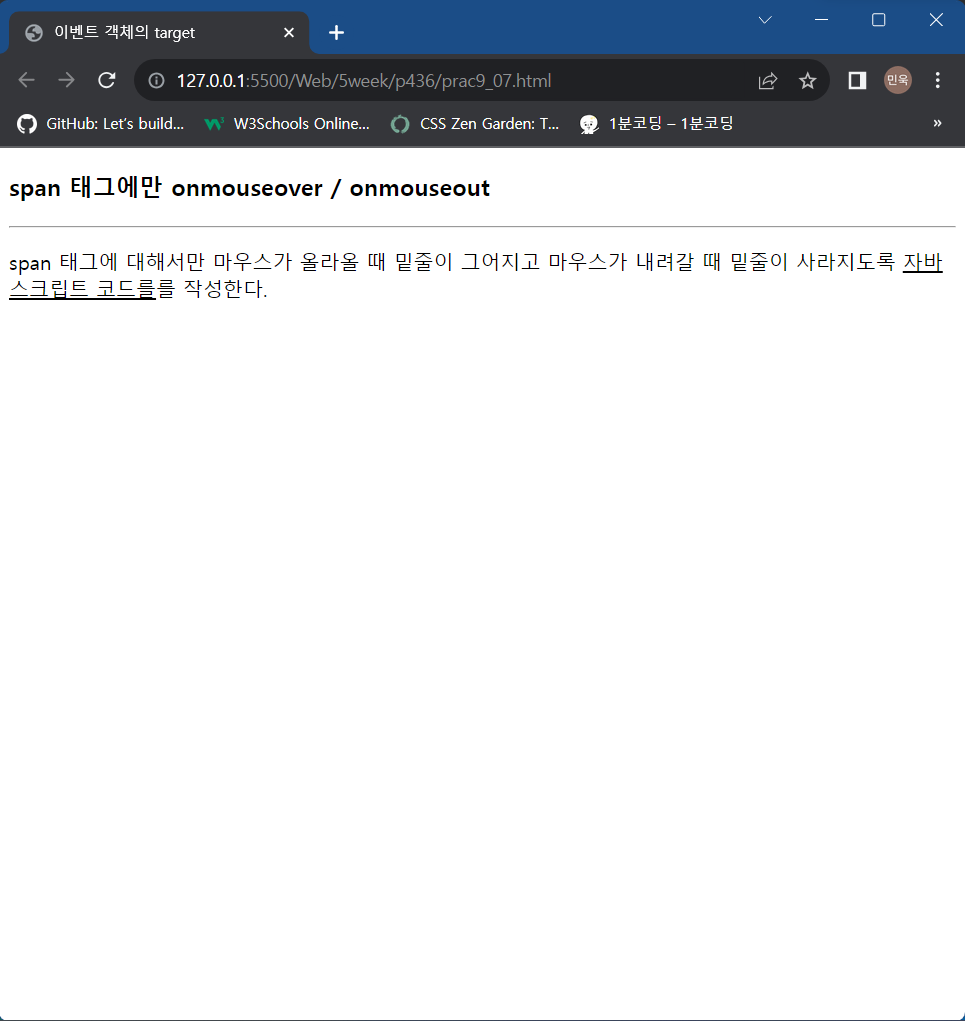 이벤트 객체의 target
127.0.0.1:5500/Web/5week/p436/prac9_07.html
민욱
GitHub: Let's build... W3Schools Online... CSS Zen Garden: T... 1분코딩 – 1분코딩 »
span 태그에만 onmouseover / onmouseout
span 태그에 대해서만 마우스가 올라올 때 밑줄이 그어지고 마우스가 내려갈 때 밑줄이 사라지도록 자바
스크립트 코드를를 작성한다.